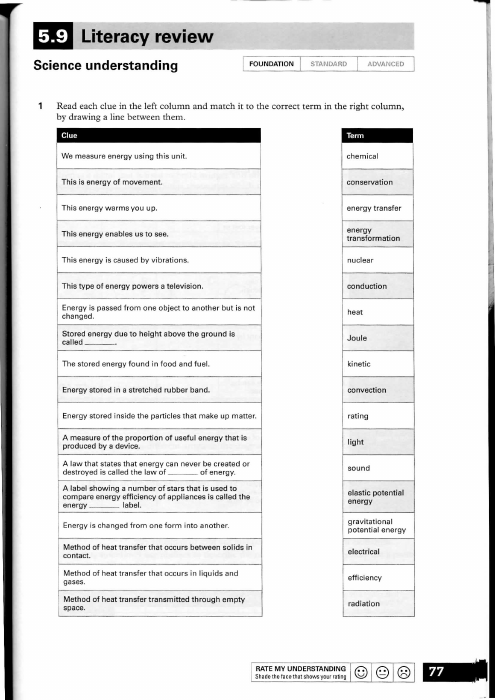 5.9 Literacy review
Science understanding
FOUNDATION STANDARD ADVANCED
1 Read each clue in the left column and match it to the correct term in the right column,
by drawing a line between them.
Clue
Term
We measure energy using this unit.
chemical
This is energy of movement.
conservation
This energy warms you up.
energy transfer
This energy enables us to see.
energy
transformation
This energy is caused by vibrations.
nuclear
This type of energy powers a television.
conduction
Energy is passed from one object to another but is not
changed.
heat
Stored energy due to height above the ground is
called ______.
Joule
The stored energy found in food and fuel.
kinetic
Energy stored in a stretched rubber band.
convection
Energy stored inside the particles that make up matter.
rating
A measure of the proportion of useful energy that is
produced by a device.
light
A law that states that energy can never be created or
destroyed is called the law of ______ of energy.
sound
A label showing a number of stars that is used to
compare energy efficiency of appliances is called the
energy ______ label.
elastic potential
energy
Energy is changed from one form into another.
gravitational
potential energy
Method of heat transfer that occurs between solids in
contact.
electrical
Method of heat transfer that occurs in liquids and
gases.
efficiency
Method of heat transfer transmitted through empty
space.
radiation
RATE MY UNDERSTANDING
Shade the face that shows your rating
77